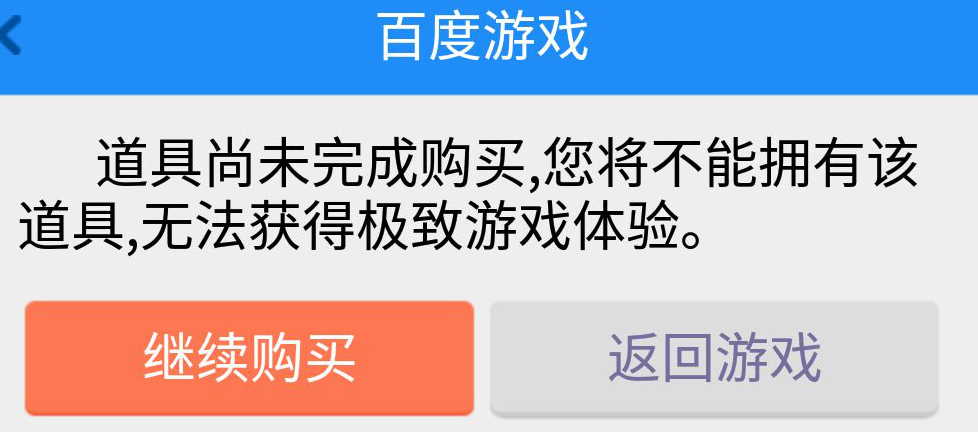 百度游戏
道具尚未完成购买,您将不能拥有该
道具,无法获得极致游戏体验。
继续购买
返回游戏